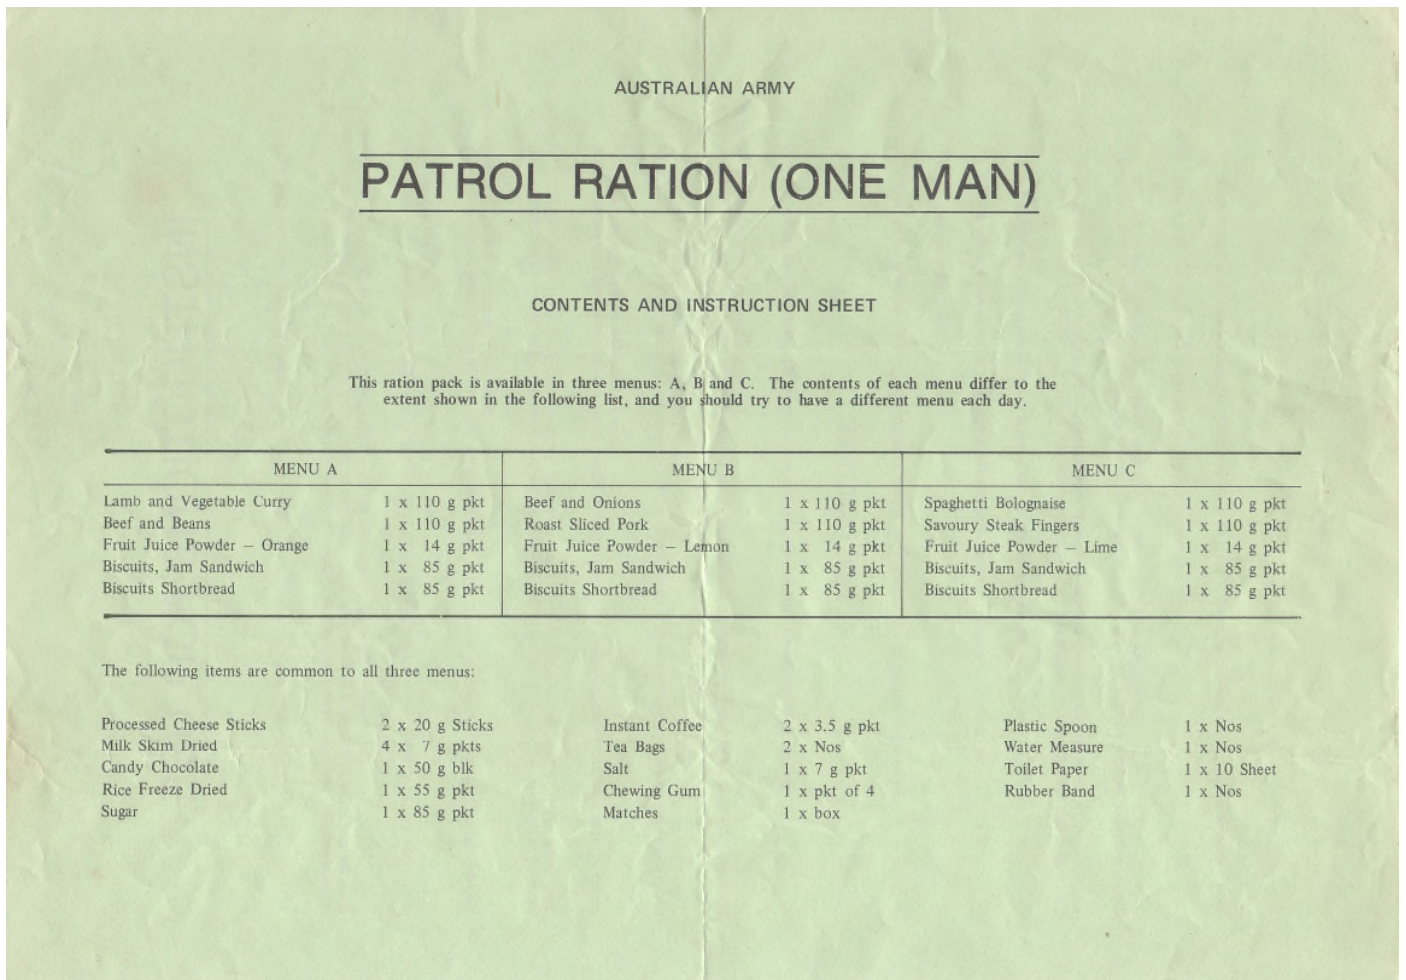 AUSTRALIAN ARMY
PATROL RATION (ONE MAN)
CONTENTS AND INSTRUCTION SHEET
This ration pack is available in three menus: A, B and C. The contents of each menu differ to the
extent shown in the following list, and you should try to have a different menu each day.
MENU A MENU B MENU C
Lamb and Vegetable Curry 1 x 110 g pkt Beef and Onions 1 x 110 g pkt Spaghetti Bolognaise 1 x 110 g pkt
Beef and Beans 1 x 110 g pkt Roast Sliced Pork 1 x 110 g pkt Savoury Steak Fingers 1 x 110 g pkt
Fruit Juice Powder – Orange 1 x 14 g pkt Fruit Juice Powder – Lemon 1 x 14 g pkt Fruit Juice Powder – Lime 1 x 14 g pkt
Biscuits, Jam Sandwich 1 x 85 g pkt Biscuits, Jam Sandwich 1 x 85 g pkt Biscuits, Jam Sandwich 1 x 85 g pkt
Biscuits Shortbread 1 x 85 g pkt Biscuits Shortbread 1 x 85 g pkt Biscuits Shortbread 1 x 85 g pkt
The following items are common to all three menus:
Processed Cheese Sticks 2 x 20 g Sticks Instant Coffee 2 x 3.5 g pkt Plastic Spoon 1 x Nos
Milk Skim Dried 4 x 7 g pkts Tea Bags 2 x Nos Water Measure 1 x Nos
Candy Chocolate 1 x 50 g blk Salt 1 x 7 g pkt Toilet Paper 1 x 10 Sheet
Rice Freeze Dried 1 x 55 g pkt Chewing Gum 1 x pkt of 4 Rubber Band 1 x Nos
Sugar 1 x 85 g pkt Matches 1 x box